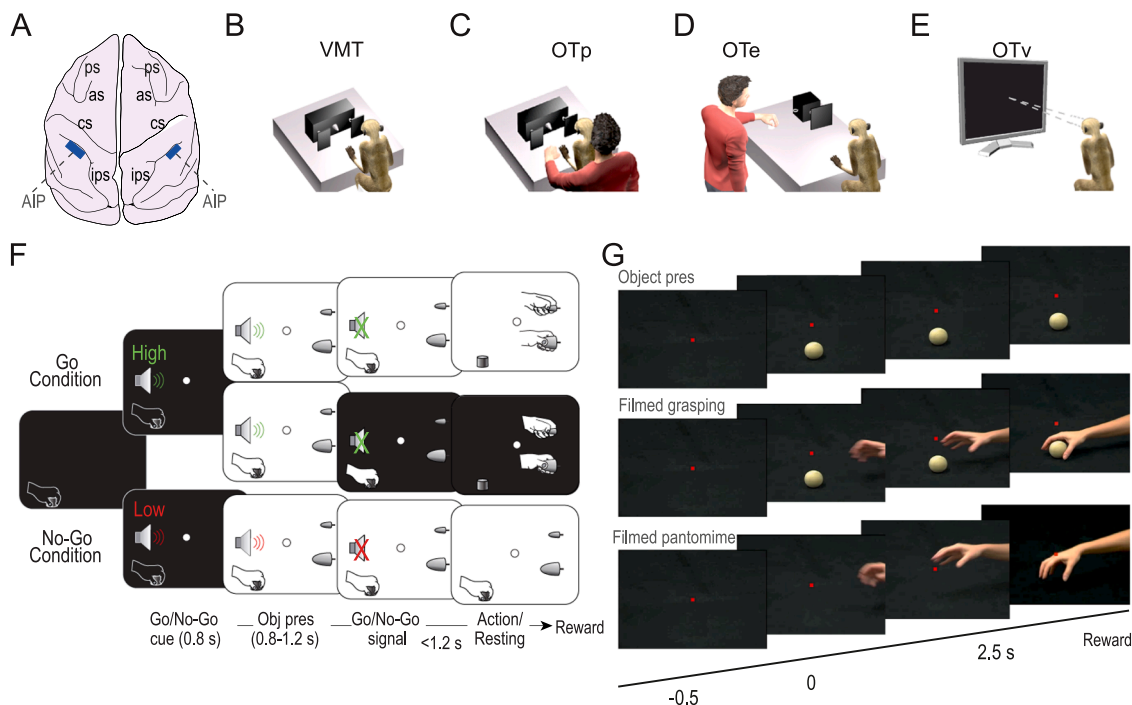 A
B
C
D
E
VMT
OTp
OTe
OTv
ps
ps
as
as
cs
cs
ips
ips
AIP
AIP
F
G
Go
Condition
No-Go
Condition
High
Low
Go/No-Go
cue (0.8 s)
Obj pres
(0.8-1.2 s)
Go/No-Go
signal
<1.2 s
Action/
Resting
Reward
Object pres
Filmed grasping
Filmed pantomime
-0.5
0
2.5 s
Reward